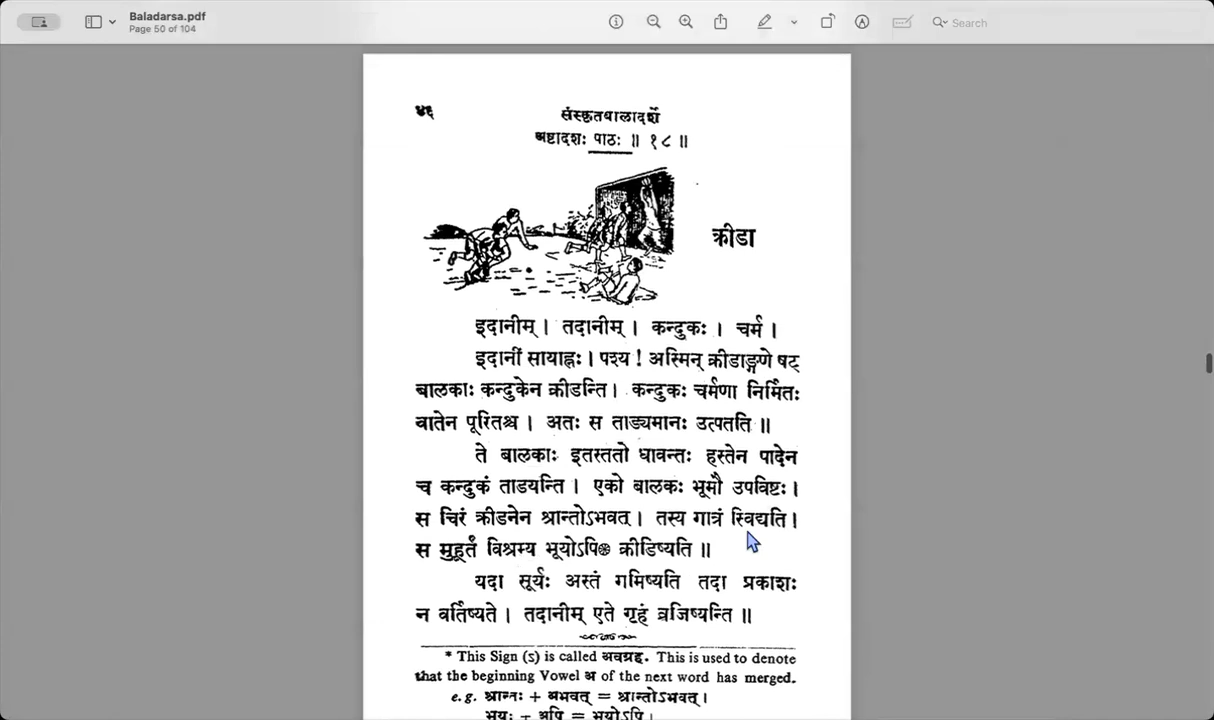 Baladarsa.pdf
Page 50 of 104
Search
४६
संस्कृतबालादर्शे
अष्टादशः पाठः ॥ १८ ॥
क्रीडा
इदानीम् । तदानीम् । कन्दुकः । चर्म ।
इदानीं सायाह्नः । पश्य ! अस्मिन् क्रीडाङ्गणे षट्
बालकाः कन्दुकेन क्रीडन्ति । कन्दुकः चर्मणा निर्मितः
वातेन पूरितश्च । अतः स ताड्यमानः उत्पतति ॥
ते बालकाः इतस्ततो धावन्तः हस्तेन पादेन
च कन्दुकं ताडयन्ति । एको बालकः भूमौ उपविष्टः ।
स चिरं क्रीडनेन श्रान्तोऽभवत् । तस्य गात्रं स्विद्यति ।
स मुहूर्तं विश्रम्य भूयोऽपि* क्रीडिष्यति ॥
यदा सूर्यः अस्तं गमिष्यति तदा प्रकाशः
न वर्तिष्यते । तदानीम् एते गृहं व्रजिष्यन्ति ॥
* This Sign (ऽ) is called अवग्रह. This is used to denote
that the beginning Vowel अ of the next word has merged.
e.g. श्रान्तः + अभवत् = श्रान्तोऽभवत् ।
भूयः + अपि = भूयोऽपि ।